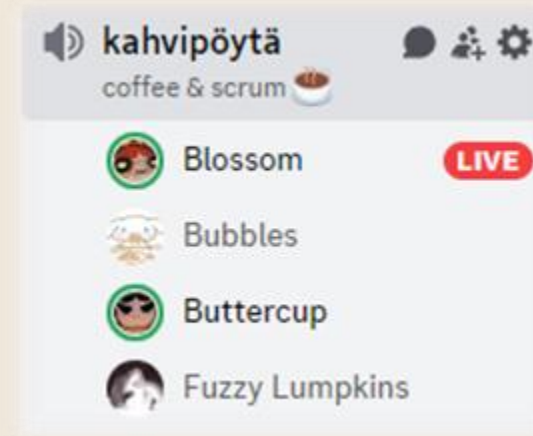 kahvipöytä
coffee & scrum
Blossom LIVE
Bubbles
Buttercup
Fuzzy Lumpkins